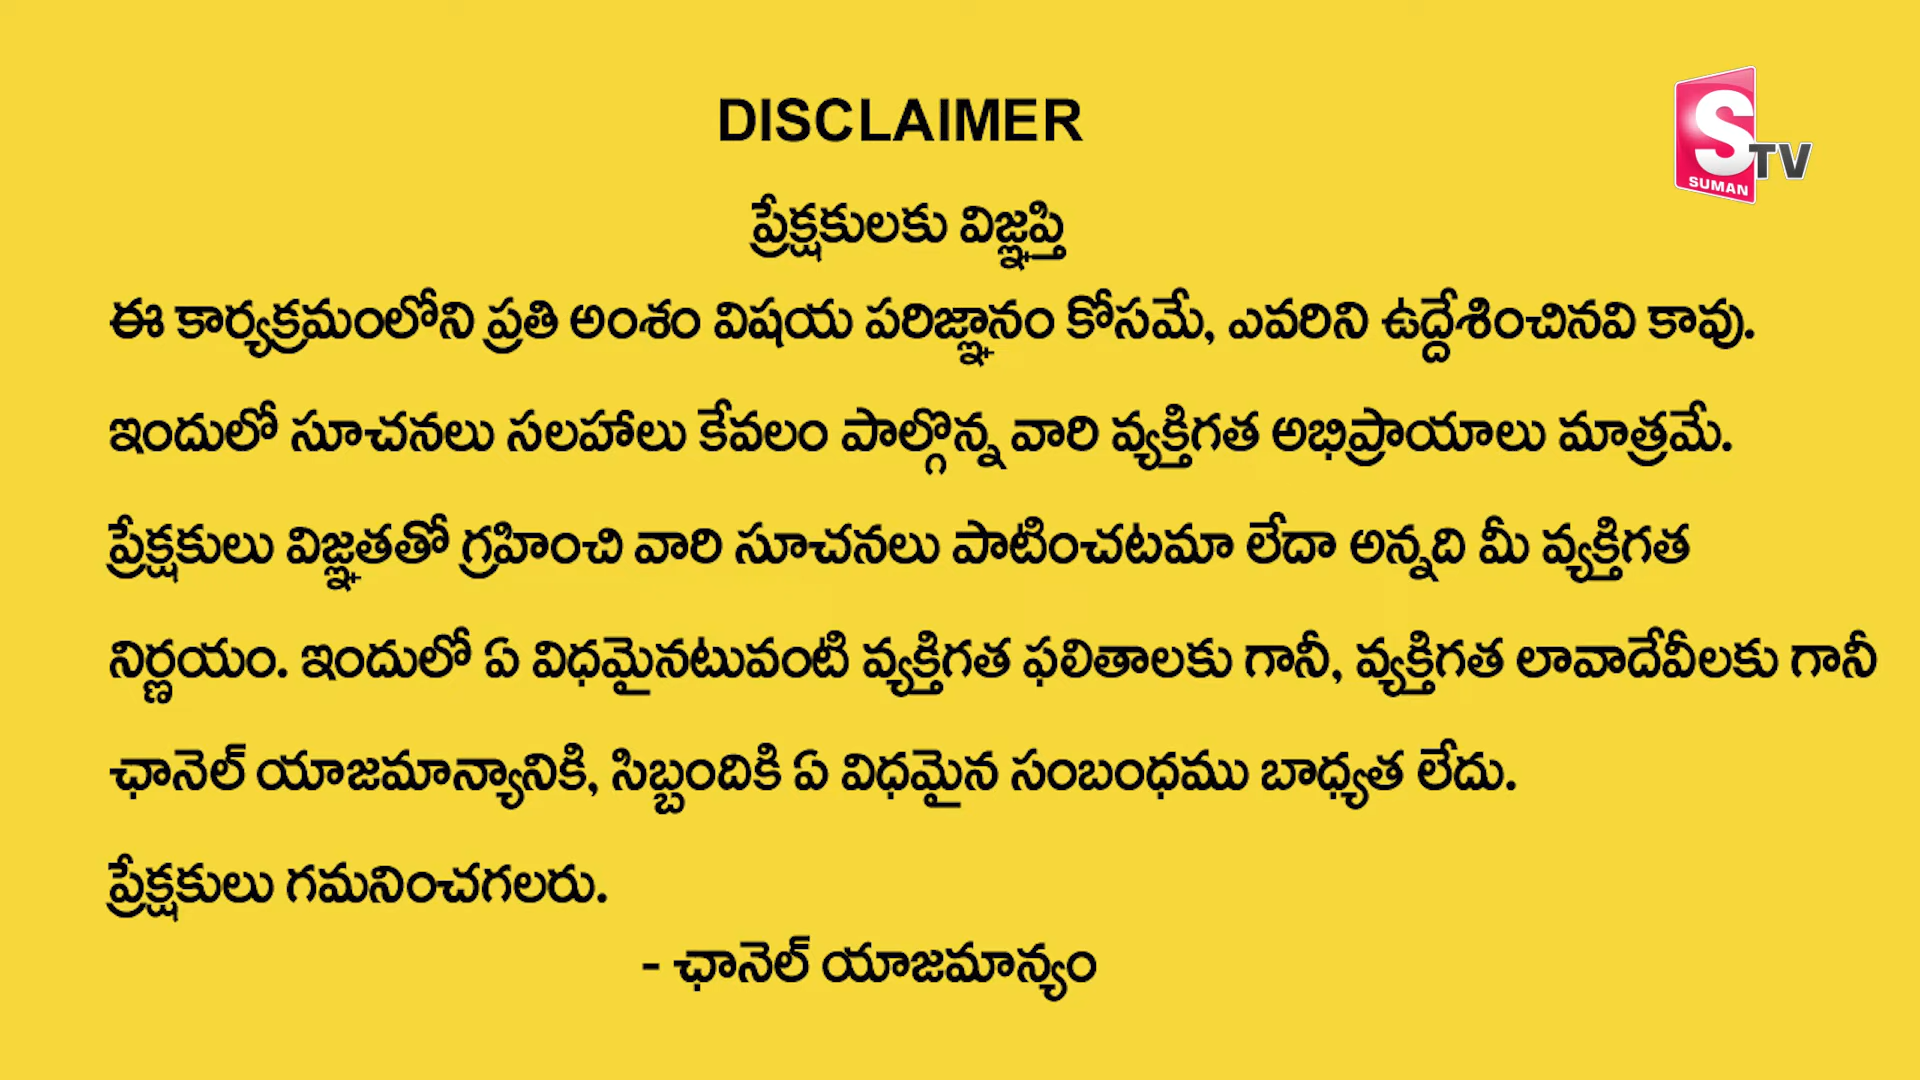 DISCLAIMER
S
TV
SUMAN
ప్రేక్షకులకు విజ్ఞప్తి
ఈ కార్యక్రమంలోని ప్రతి అంశం విషయ పరిజ్ఞానం కోసమే, ఎవరిని ఉద్దేశించినవి కావు.
ఇందులో సూచనలు సలహాలు కేవలం పాల్గొన్న వారి వ్యక్తిగత అభిప్రాయాలు మాత్రమే.
ప్రేక్షకులు విజ్ఞతతో గ్రహించి వారి సూచనలు పాటించటమా లేదా అన్నది మీ వ్యక్తిగత
నిర్ణయం. ఇందులో ఏ విధమైనటువంటి వ్యక్తిగత ఫలితాలకు గానీ, వ్యక్తిగత లావాదేవీలకు గానీ
ఛానెల్ యాజమాన్యానికి, సిబ్బందికి ఏ విధమైన సంబంధము బాధ్యత లేదు.
ప్రేక్షకులు గమనించగలరు.
- ఛానెల్ యాజమాన్యం